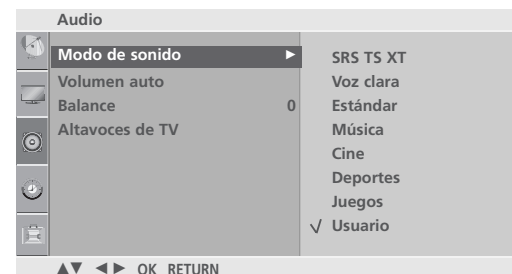 Audio
Modo de sonido ▶
Volumen auto
Balance 0
Altavoces de TV
SRS TS XT
Voz clara
Estándar
Música
Cine
Deportes
Juegos
√ Usuario
▲▼ ◀▶ OK RETURN